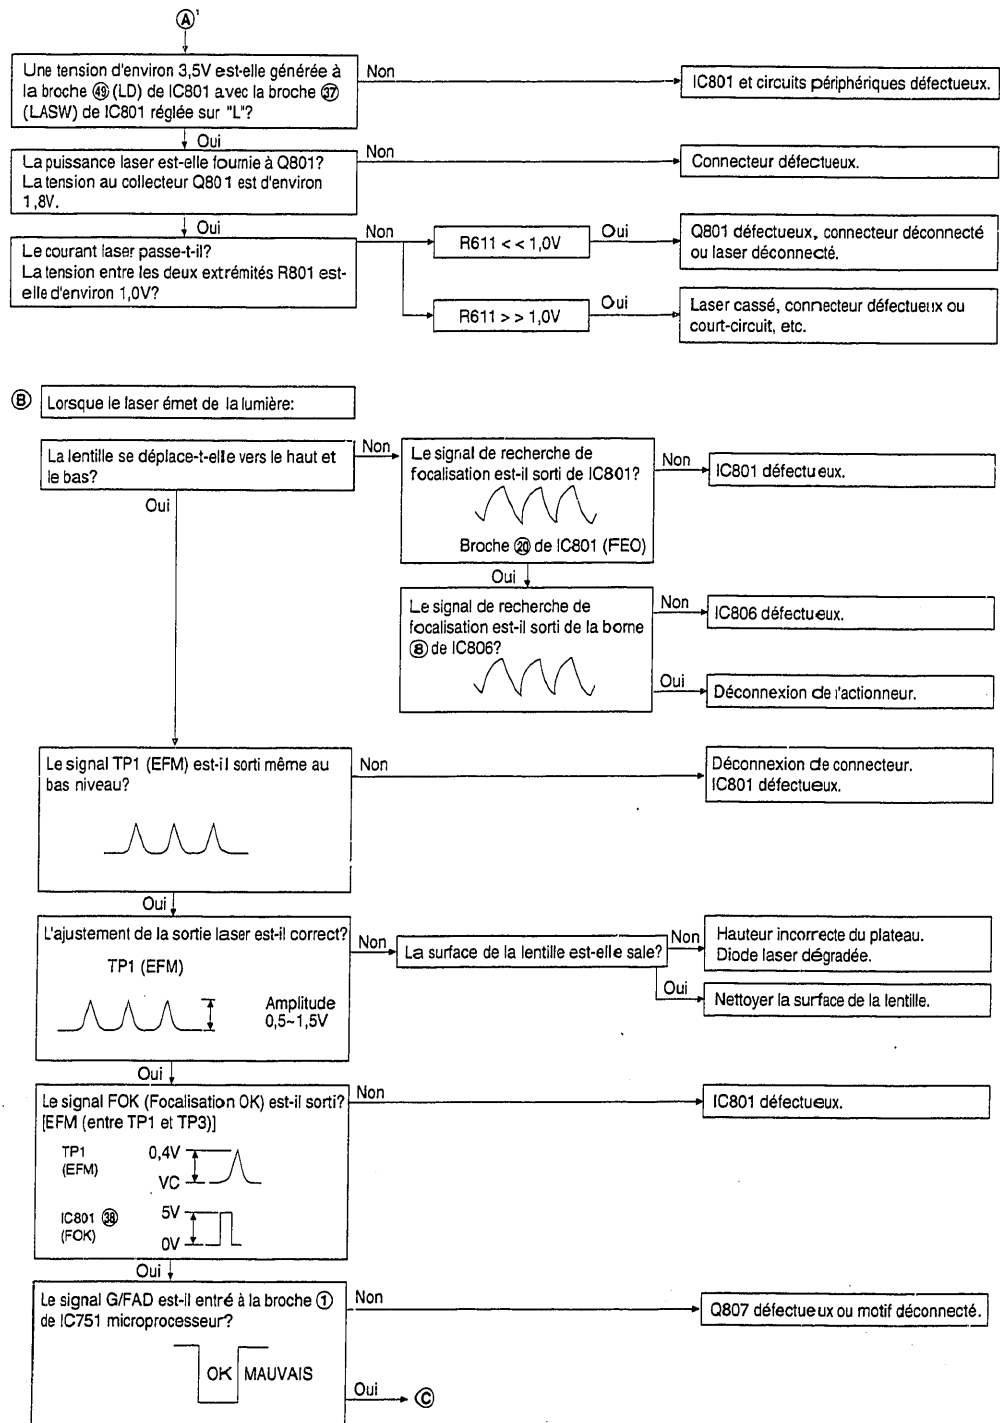 Ⓐ
Une tension d'environ 3,5V est-elle générée à
la broche ㊾ (LD) de IC801 avec la broche ㊲
(LASW) de IC801 réglée sur "L"?
Non
IC801 et circuits périphériques défectueux.
Oui
La puissance laser est-elle fournie à Q801?
La tension au collecteur Q801 est d'environ
1,8V.
Non
Connecteur défectueux.
Oui
Le courant laser passe-t-il?
La tension entre les deux extrémités R801 est-
elle d'environ 1,0V?
Non
R611 < < 1,0V
Oui
Q801 défectueux, connecteur déconnecté
ou laser déconnecté.
R611 > > 1,0V
Oui
Laser cassé, connecteur défectueux ou
court-circuit, etc.
Ⓑ Lorsque le laser émet de la lumière:
La lentille se déplace-t-elle vers le haut et
le bas?
Non
Le signal de recherche de
focalisation est-il sorti de IC801?
Broche ⑳ de IC801 (FEO)
Non
IC801 défectueux.
Oui
Oui
Le signal de recherche de
focalisation est-il sorti de la borne
⑧ de IC806?
Non
IC806 défectueux.
Oui
Déconnexion de l'actionneur.
Le signal TP1 (EFM) est-il sorti même au
bas niveau?
Non
Déconnexion de connecteur.
IC801 défectueux.
Oui
L'ajustement de la sortie laser est-il correct?
TP1 (EFM)
Amplitude
0,5~1,5V
Non
La surface de la lentille est-elle sale?
Non
Hauteur incorrecte du plateau.
Diode laser dégradée.
Oui
Nettoyer la surface de la lentille.
Oui
Le signal FOK (Focalisation OK) est-il sorti?
[EFM (entre TP1 et TP3)]
TP1
(EFM)
0,4V
VC
IC801 ㊳
(FOK)
5V
0V
Non
IC801 défectueux.
Oui
Le signal G/FAD est-il entré à la broche ①
de IC751 microprocesseur?
OK MAUVAIS
Non
Q807 défectueux ou motif déconnecté.
Oui
Ⓒ